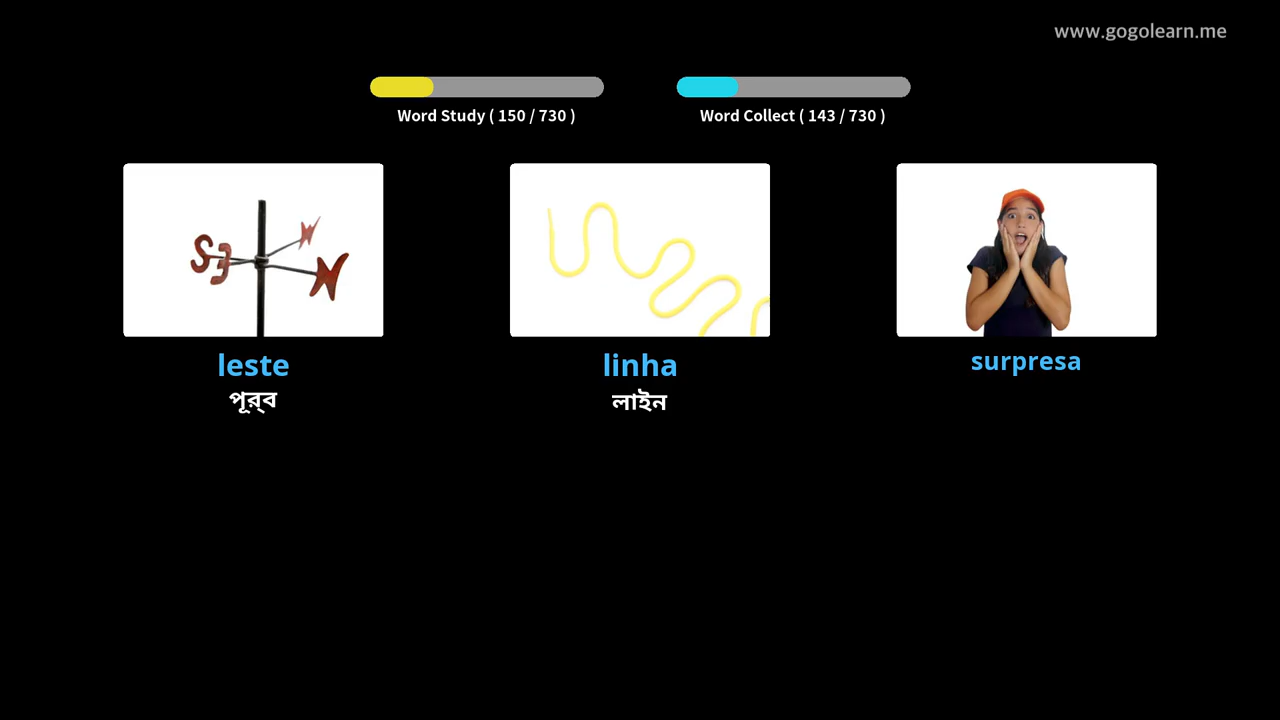 www.gogolearn.me
Word Study ( 150 / 730 )
Word Collect ( 143 / 730 )
S E N
leste
linha
surpresa
পূর্ব
লাইন